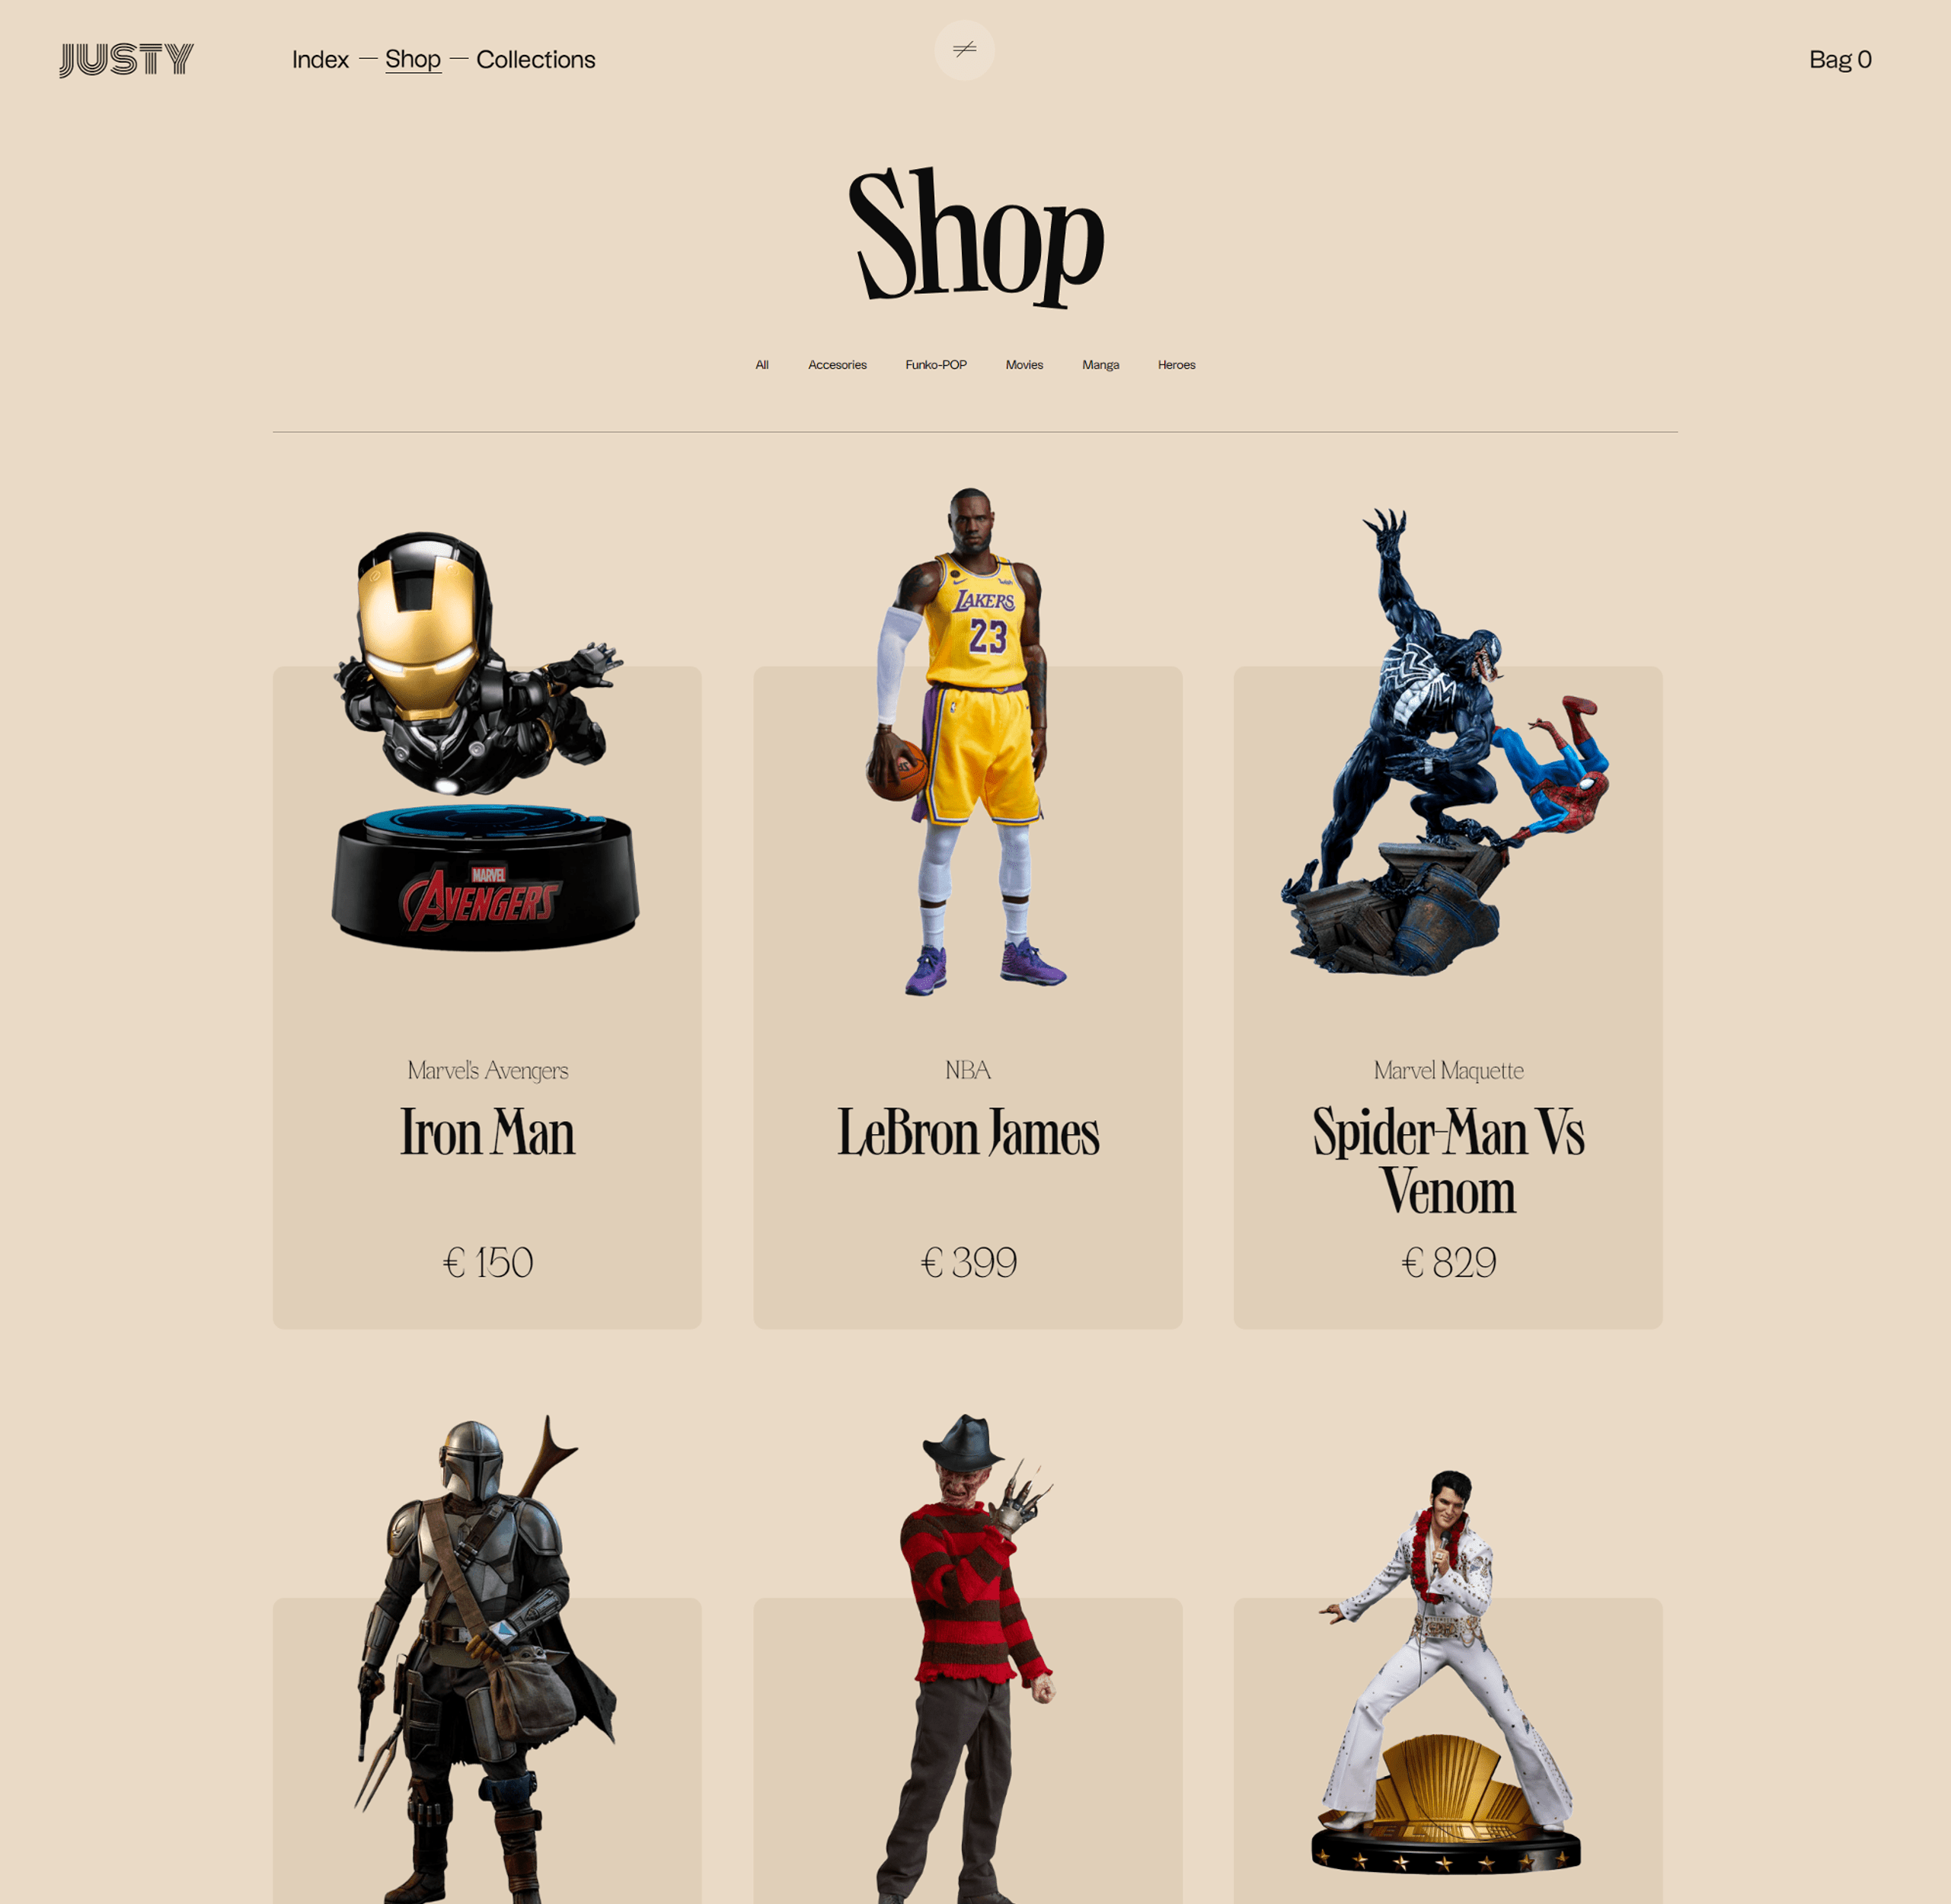 JUSTY
Index — Shop — Collections
≠
Bag 0
Shop
All Accesories Funko-POP Movies Manga Heroes
LAKERS
23
MARVEL
AVENGERS
Marvel's Avengers
Iron Man
€ 150
NBA
LeBron James
€ 399
Marvel Maquette
Spider-Man Vs
Venom
€ 829